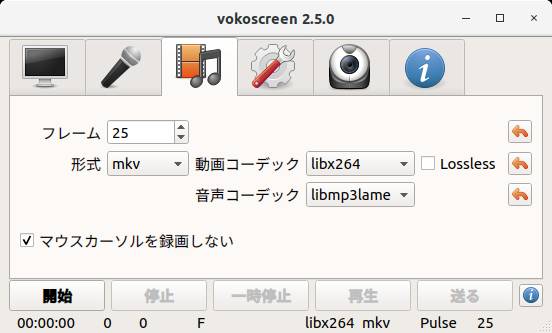 vokoscreen 2.5.0
フレーム 25
形式 mkv 動画コーデック libx264 Lossless
音声コーデック libmp3lame
マウスカーソルを録画しない
開始 停止 一時停止 再生 送る
00:00:00 0 0 F libx264 mkv Pulse 25